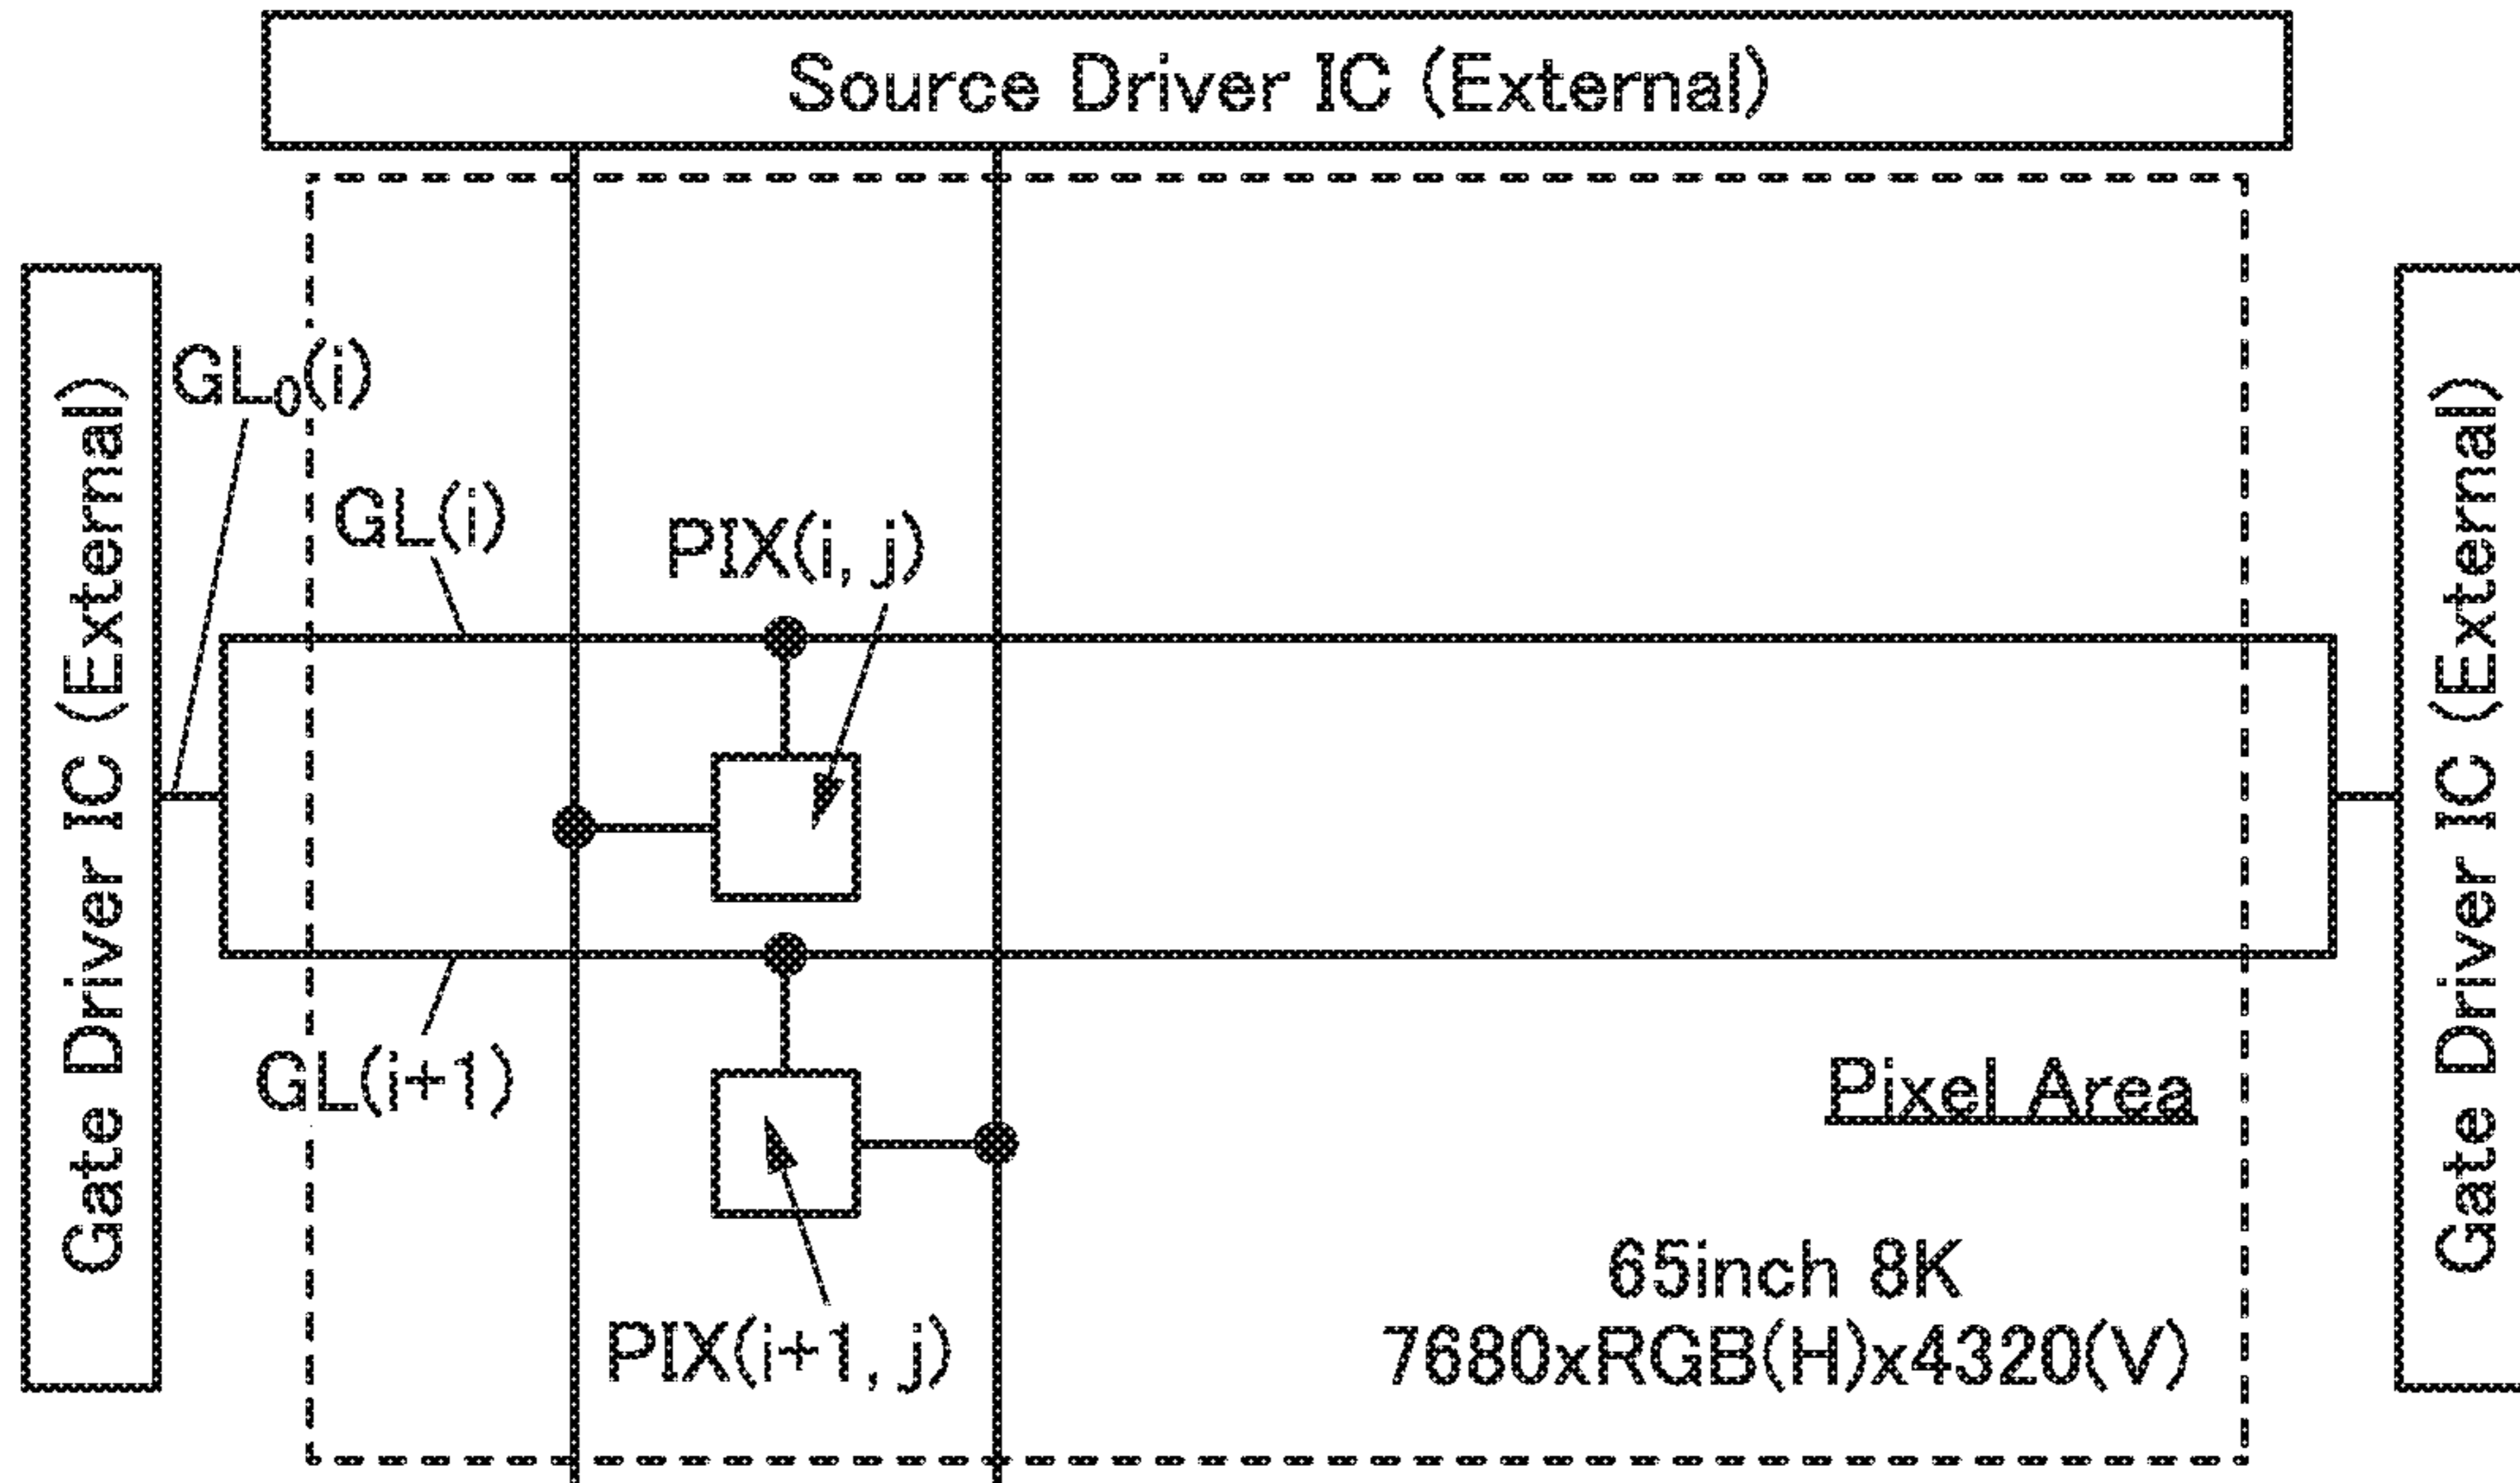 Source Driver IC (External)
Gate Driver IC (External)
GL₀(i)
GL(i)
PIX(i, j)
GL(i+1)
PIX(i+1, j)
Pixel Area
65inch 8K
7680xRGB(H)x4320(V)
Gate Driver IC (External)